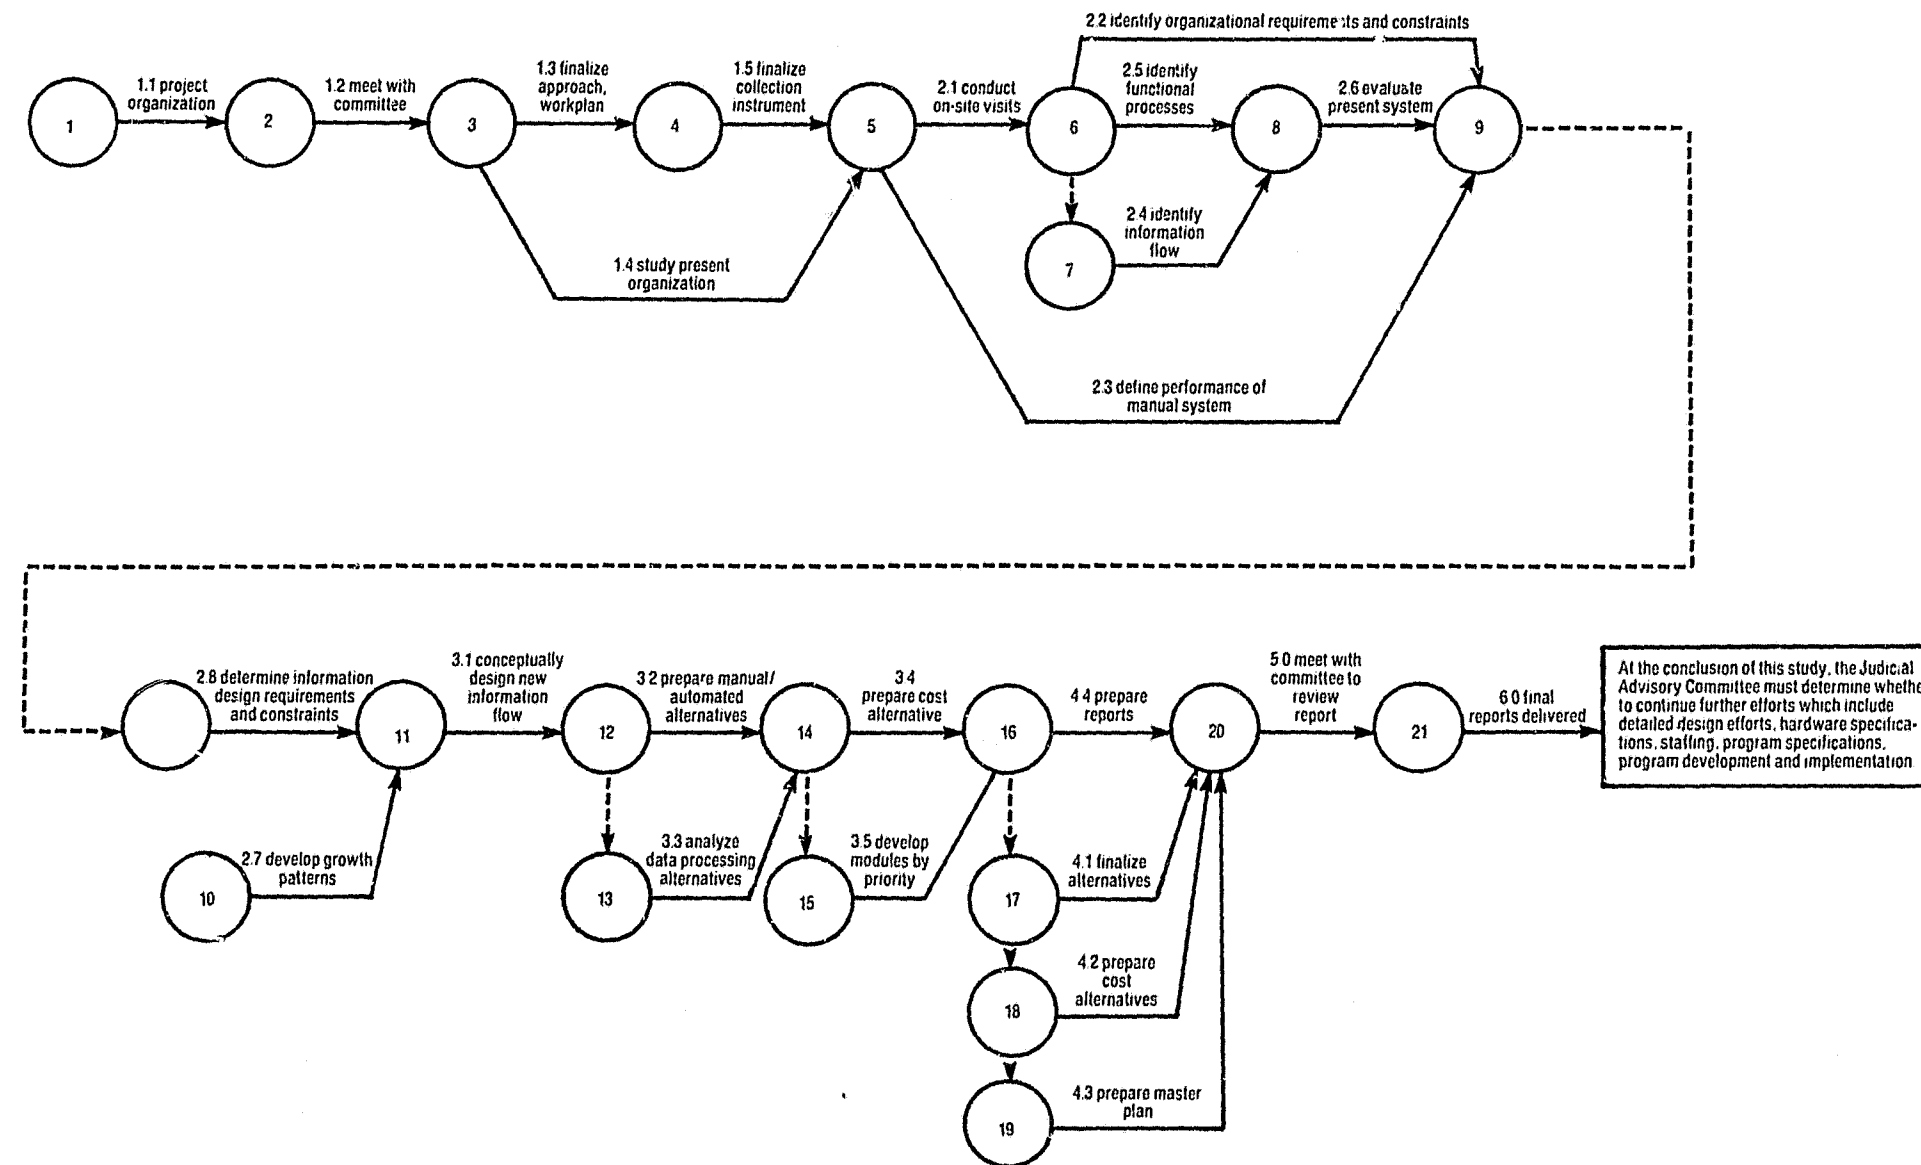 2.2 identify organizational requirements and constraints
1.1 project
organization
1.2 meet with
committee
1.3 finalize
approach,
workplan
1.5 finalize
collection
instrument
2.1 conduct
on-site visits
2.5 identify
functional
processes
2.6 evaluate
present system
1
2
3
4
5
6
8
9
2.4 identify
information
flow
7
1.4 study present
organization
2.3 define performance of
manual system
2.8 determine information
design requirements
and constraints
3.1 conceptually
design new
information
flow
3 2 prepare manual/
automated
alternatives
3 4
prepare cost
alternative
4 4 prepare
reports
5 0 meet with
committee to
review
report
6 0 final
reports delivered
At the conclusion of this study, the Judicial
Advisory Committee must determine whethe
to continue further efforts which include
detailed design efforts, hardware specifica-
tions, staffing, program specifications,
program development and implementation
11
12
14
16
20
21
2.7 develop growth
patterns
10
3.3 analyze
data processing
alternatives
13
3.5 develop
modules by
priority
15
4.1 finalize
alternatives
17
4 2 prepare
cost
alternatives
18
4.3 prepare master
plan
19